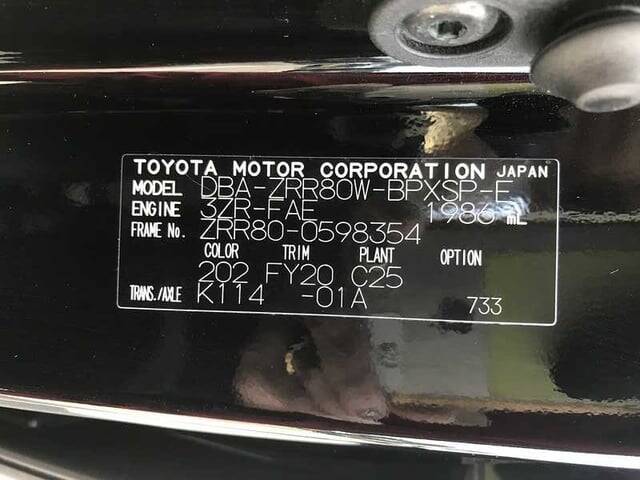 TOYOTA MOTOR CORPORATION JAPAN
MODEL DBA-ZRR80W-BPXSP-E
ENGINE 3ZR-FAE 1986 mL
FRAME No. ZRR80-0598354
COLOR TRIM PLANT OPTION
202 FY20 C25
TRANS./AXLE K114 -01A 733